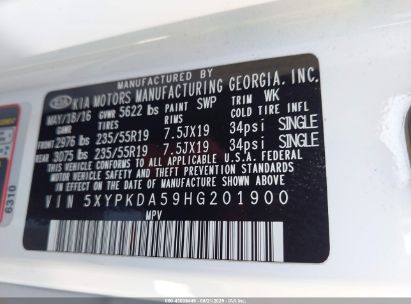 MANUFACTURED BY
KIA KIA MOTORS MANUFACTURING GEORGIA, INC.
MAY/18/16 GVWR 5622 lbs PAINT SWP TRIM WK
TIRES RIMS COLD TIRE INFL
FRONT 2976 lbs 235/55R19 7.5JX19 34psi SINGLE
REAR 3075 lbs 235/55R19 7.5JX19 34psi SINGLE
THIS VEHICLE CONFORMS TO ALL APPLICABLE U.S.A. FEDERAL
MOTOR VEHICLE SAFETY AND THEFT PREVENTION STANDARDS
IN EFFECT ON THE DATE OF MANUFACTURE SHOWN ABOVE.
VIN 5XYPKDA59HG201900
MPV
6310